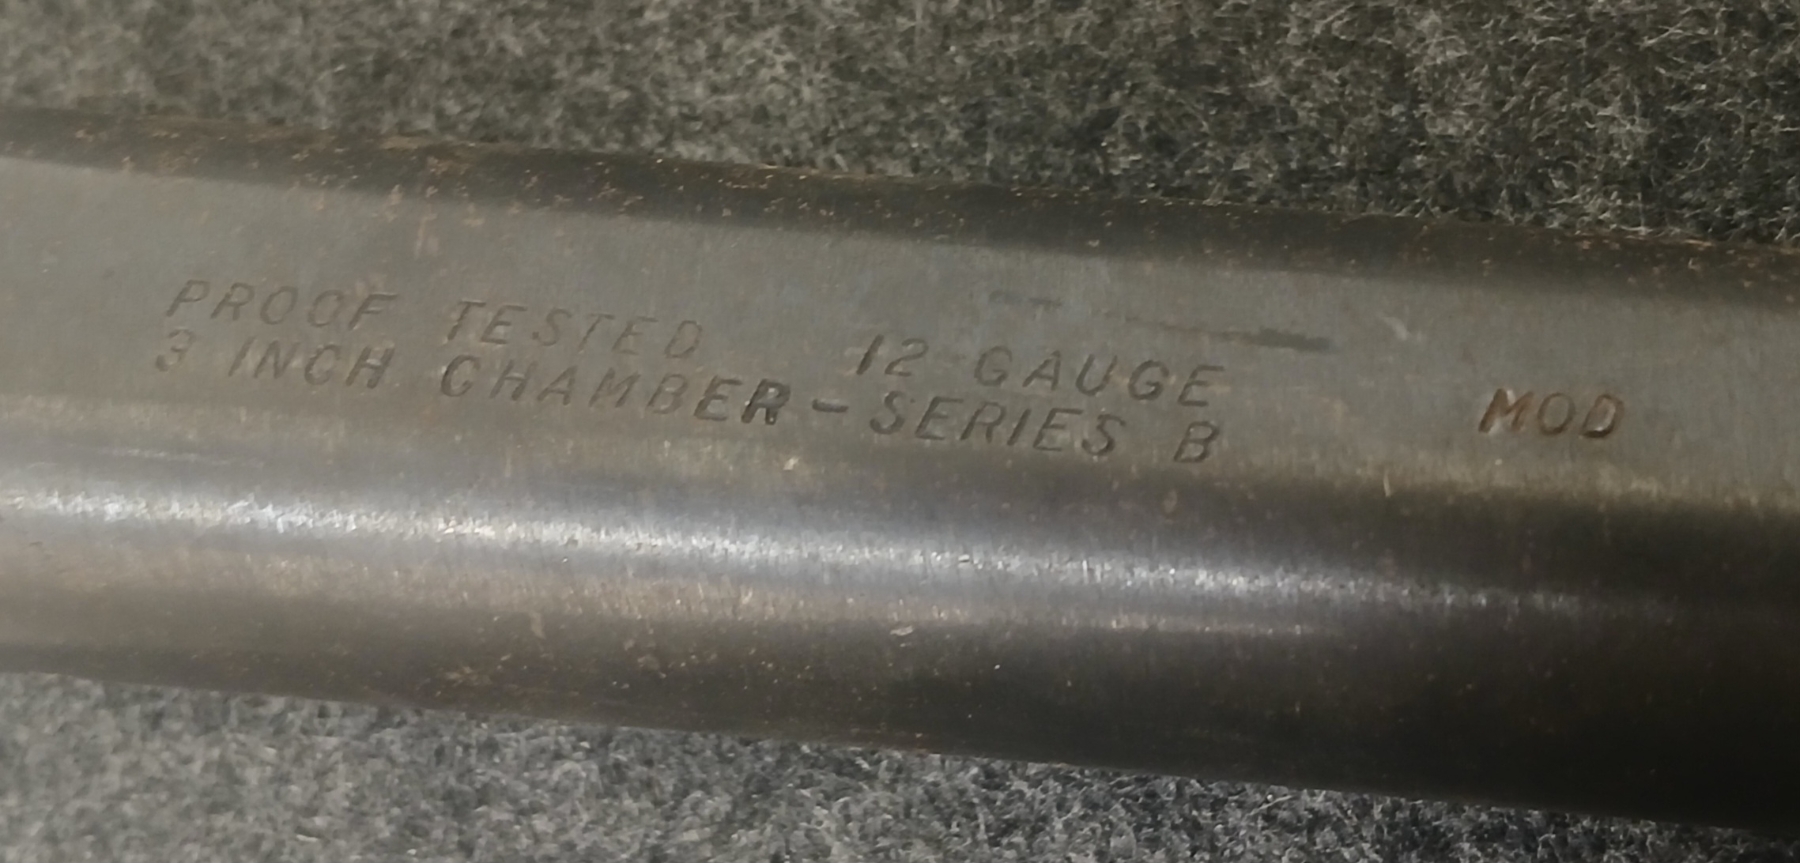 PROOF TESTED 12 GAUGE
3 INCH CHAMBER-SERIES B
MOD